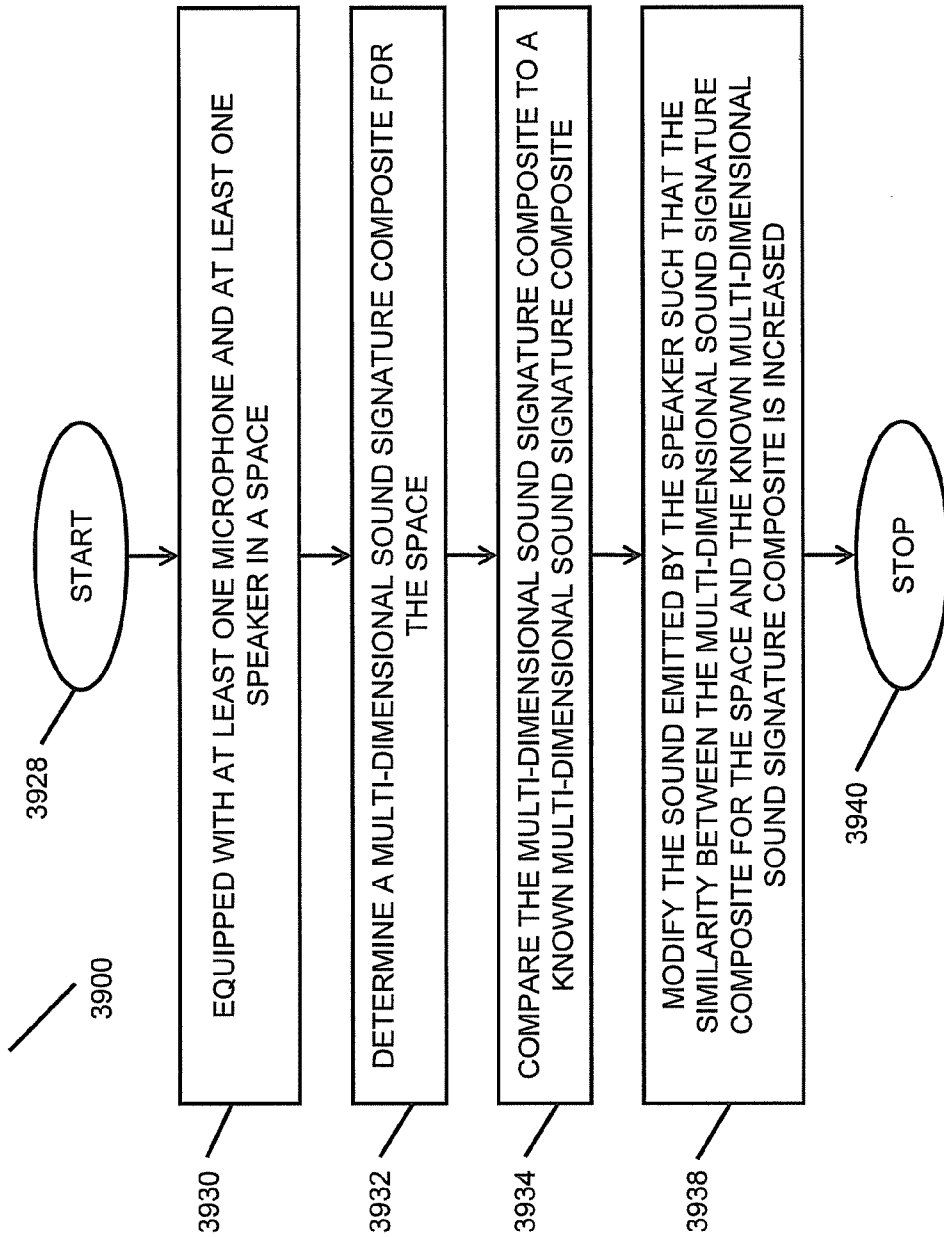 3900
3928
START
3930
EQUIPPED WITH AT LEAST ONE MICROPHONE AND AT LEAST ONE
SPEAKER IN A SPACE
3932
DETERMINE A MULTI-DIMENSIONAL SOUND SIGNATURE COMPOSITE FOR
THE SPACE
3934
COMPARE THE MULTI-DIMENSIONAL SOUND SIGNATURE COMPOSITE TO A
KNOWN MULTI-DIMENSIONAL SOUND SIGNATURE COMPOSITE
3938
MODIFY THE SOUND EMITTED BY THE SPEAKER SUCH THAT THE
SIMILARITY BETWEEN THE MULTI-DIMENSIONAL SOUND SIGNATURE
COMPOSITE FOR THE SPACE AND THE KNOWN MULTI-DIMENSIONAL
SOUND SIGNATURE COMPOSITE IS INCREASED
3940
STOP